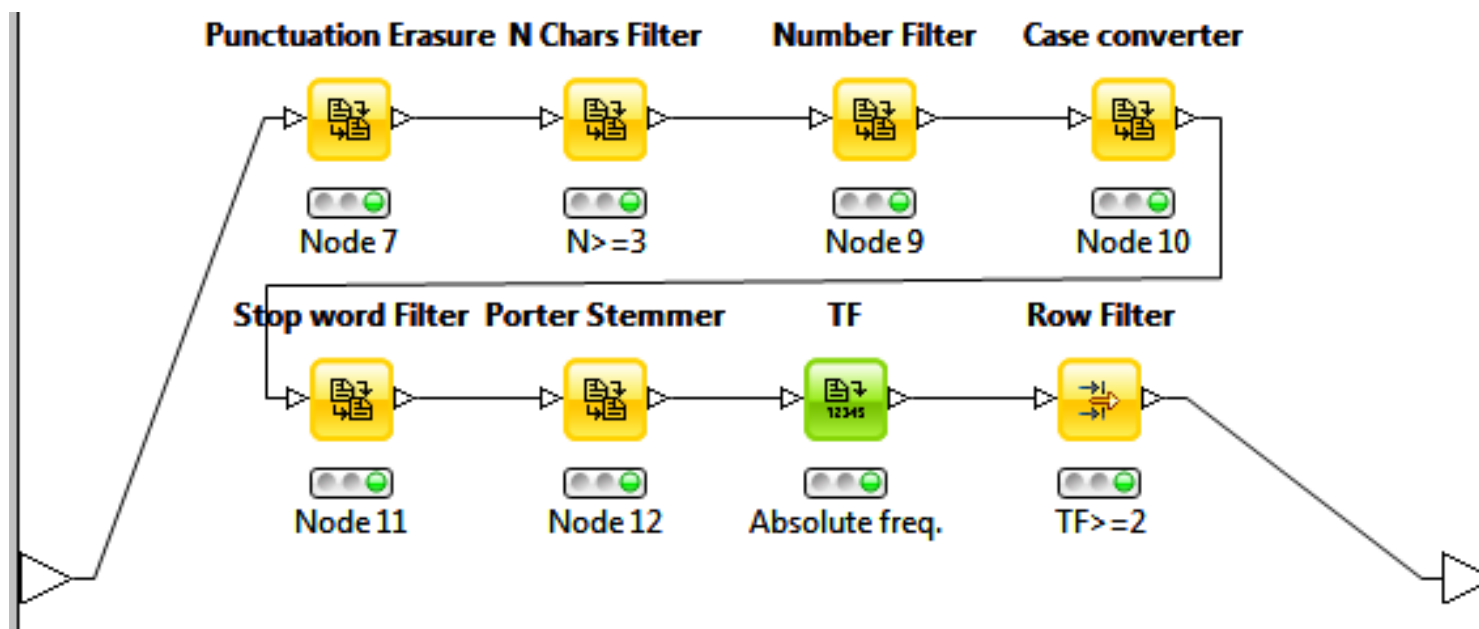 Punctuation Erasure N Chars Filter Number Filter Case converter
Node 7 N>=3 Node 9 Node 10
Stop word Filter Porter Stemmer TF Row Filter
12345
Node 11 Node 12 Absolute freq. TF>=2